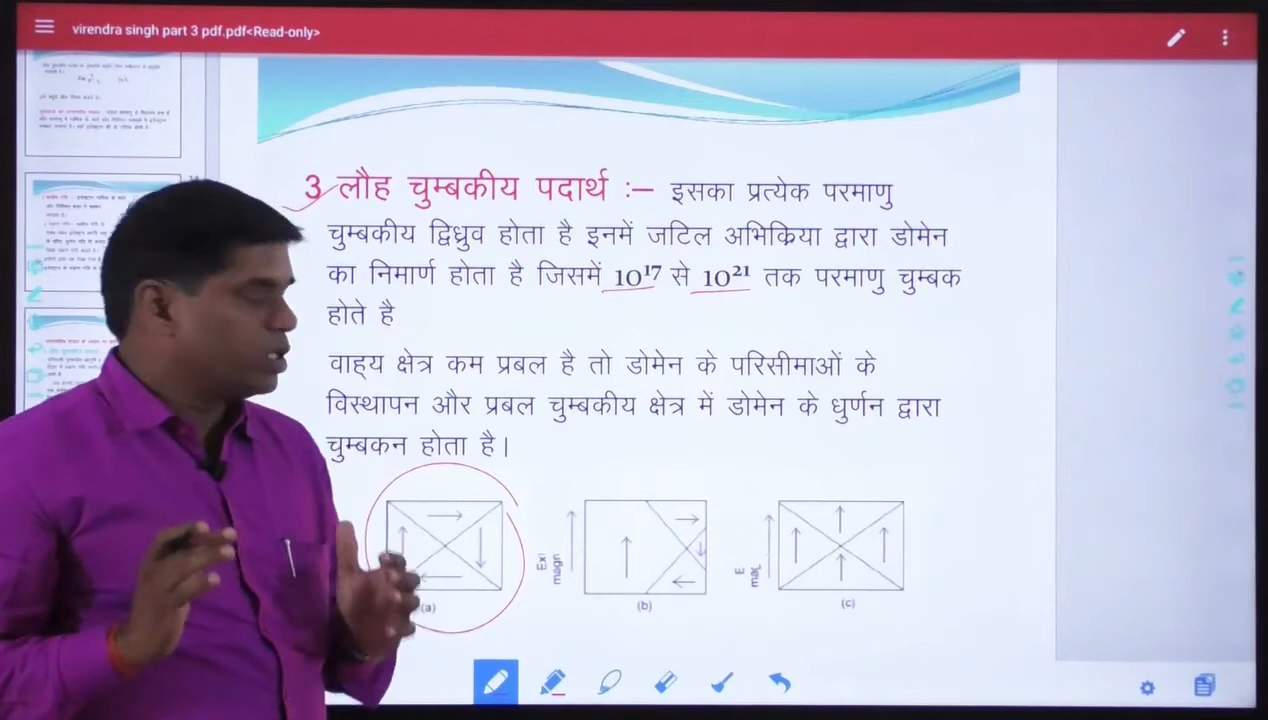 virendra singh part 3 pdf.pdf<Read-only>
3 लौह चुम्बकीय पदार्थ :– इसका प्रत्येक परमाणु
चुम्बकीय द्विध्रुव होता है इनमें जटिल अभिक्रिया द्वारा डोमेन
का निमार्ण होता है जिसमें 10¹⁷ से 10²¹ तक परमाणु चुम्बक
होते है
वाह्य क्षेत्र कम प्रबल है तो डोमेन के परिसीमाओं के
विस्थापन और प्रबल चुम्बकीय क्षेत्र में डोमेन के धुर्णन द्वारा
चुम्बकन होता है।
(a)
(b)
(c)